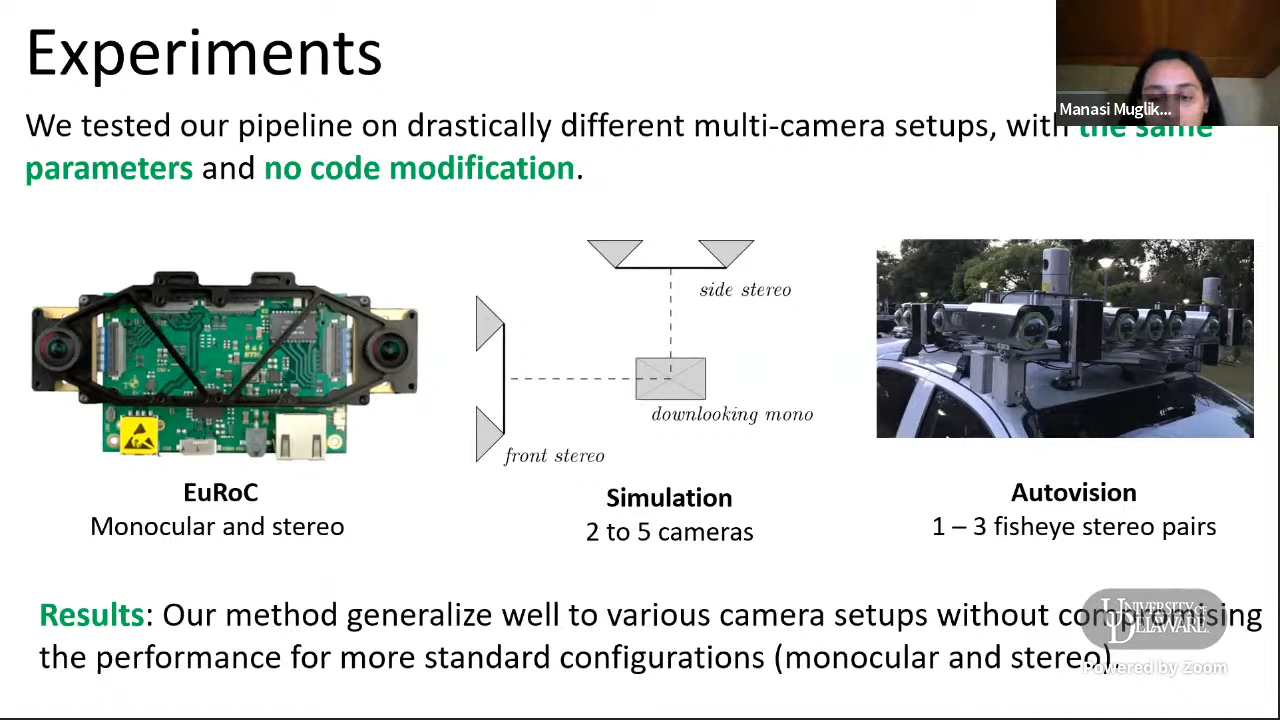 Experiments
Manasi Muglik...
We tested our pipeline on drastically different multi-camera setups, with the same
parameters and no code modification.
side stereo
downlooking mono
front stereo
EuRoC
Monocular and stereo
Simulation
2 to 5 cameras
Autovision
1 – 3 fisheye stereo pairs
Results: Our method generalize well to various camera setups without compromising
the performance for more standard configurations (monocular and stereo).
UNIVERSITY OF
DELAWARE.
Powered by Zoom